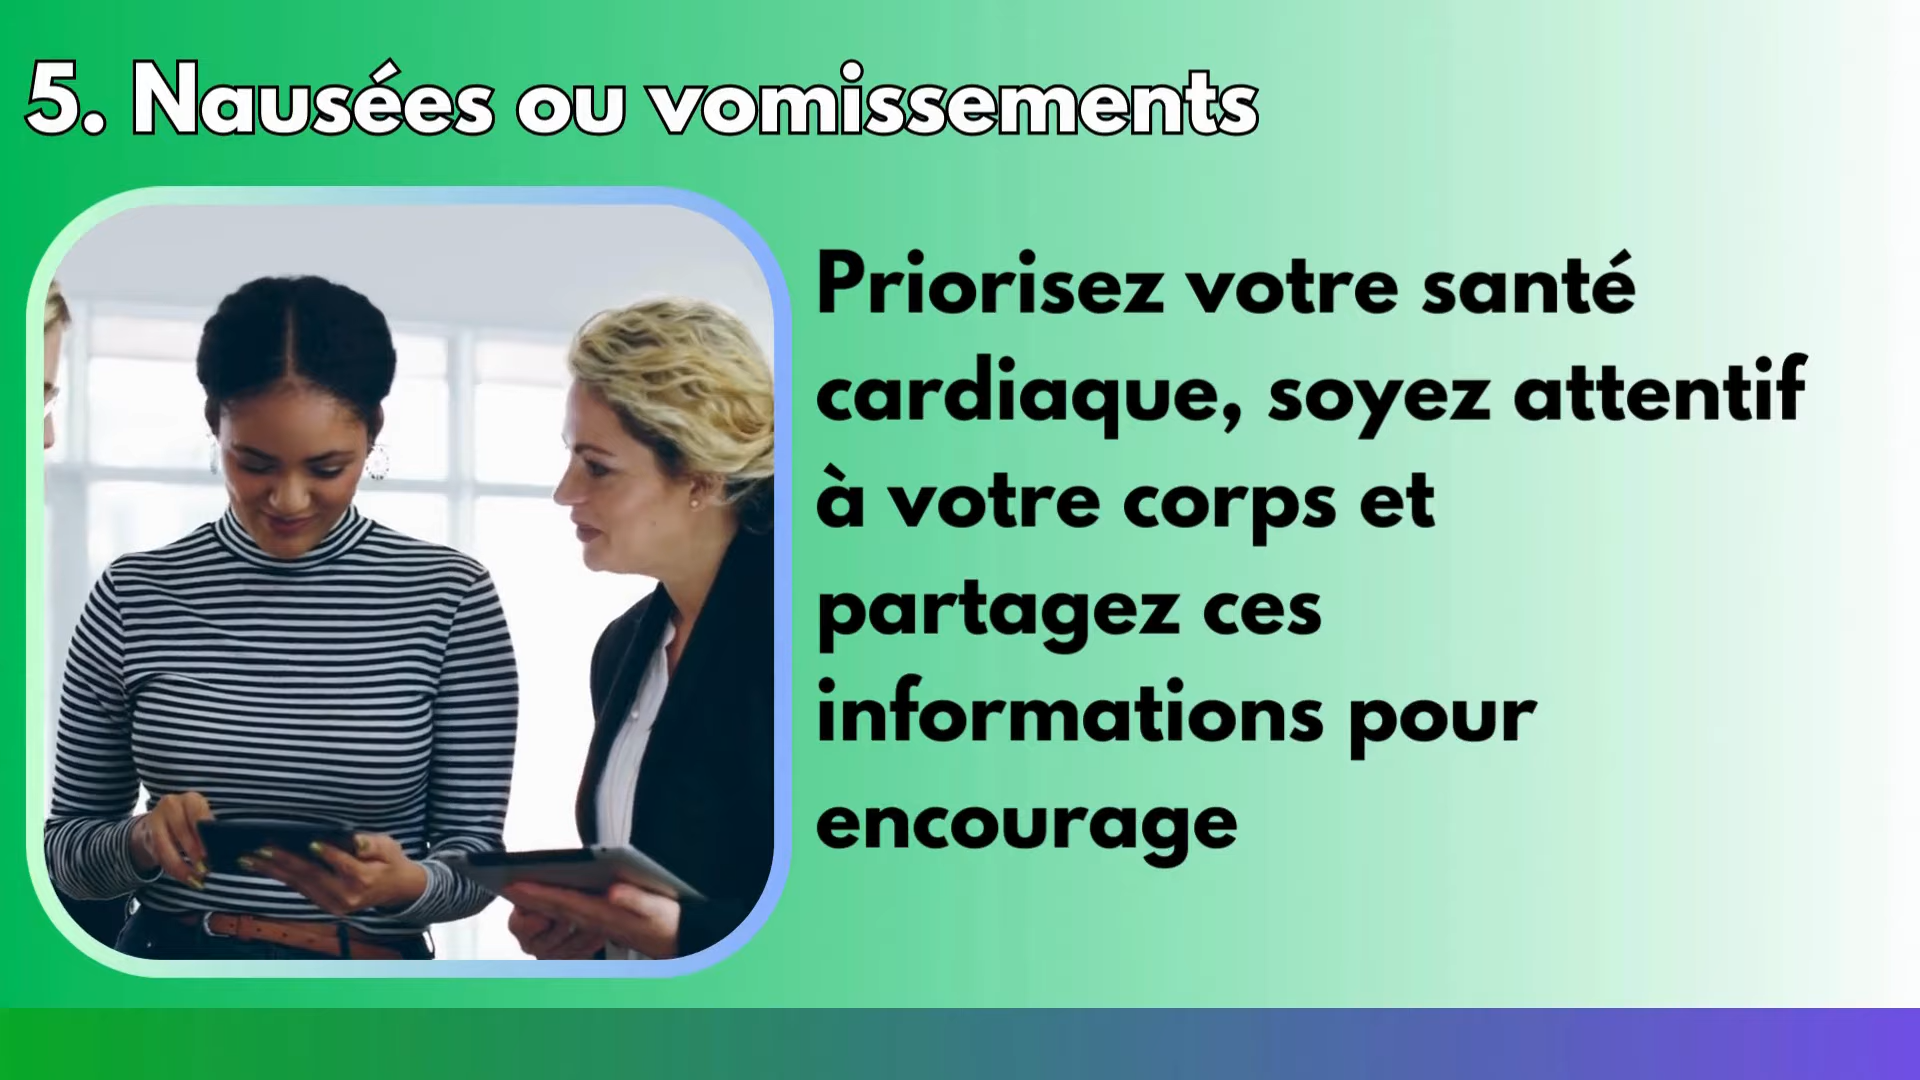 5. Nausées ou vomissements
Priorisez votre santé
cardiaque, soyez attentif
à votre corps et
partagez ces
informations pour
encourage